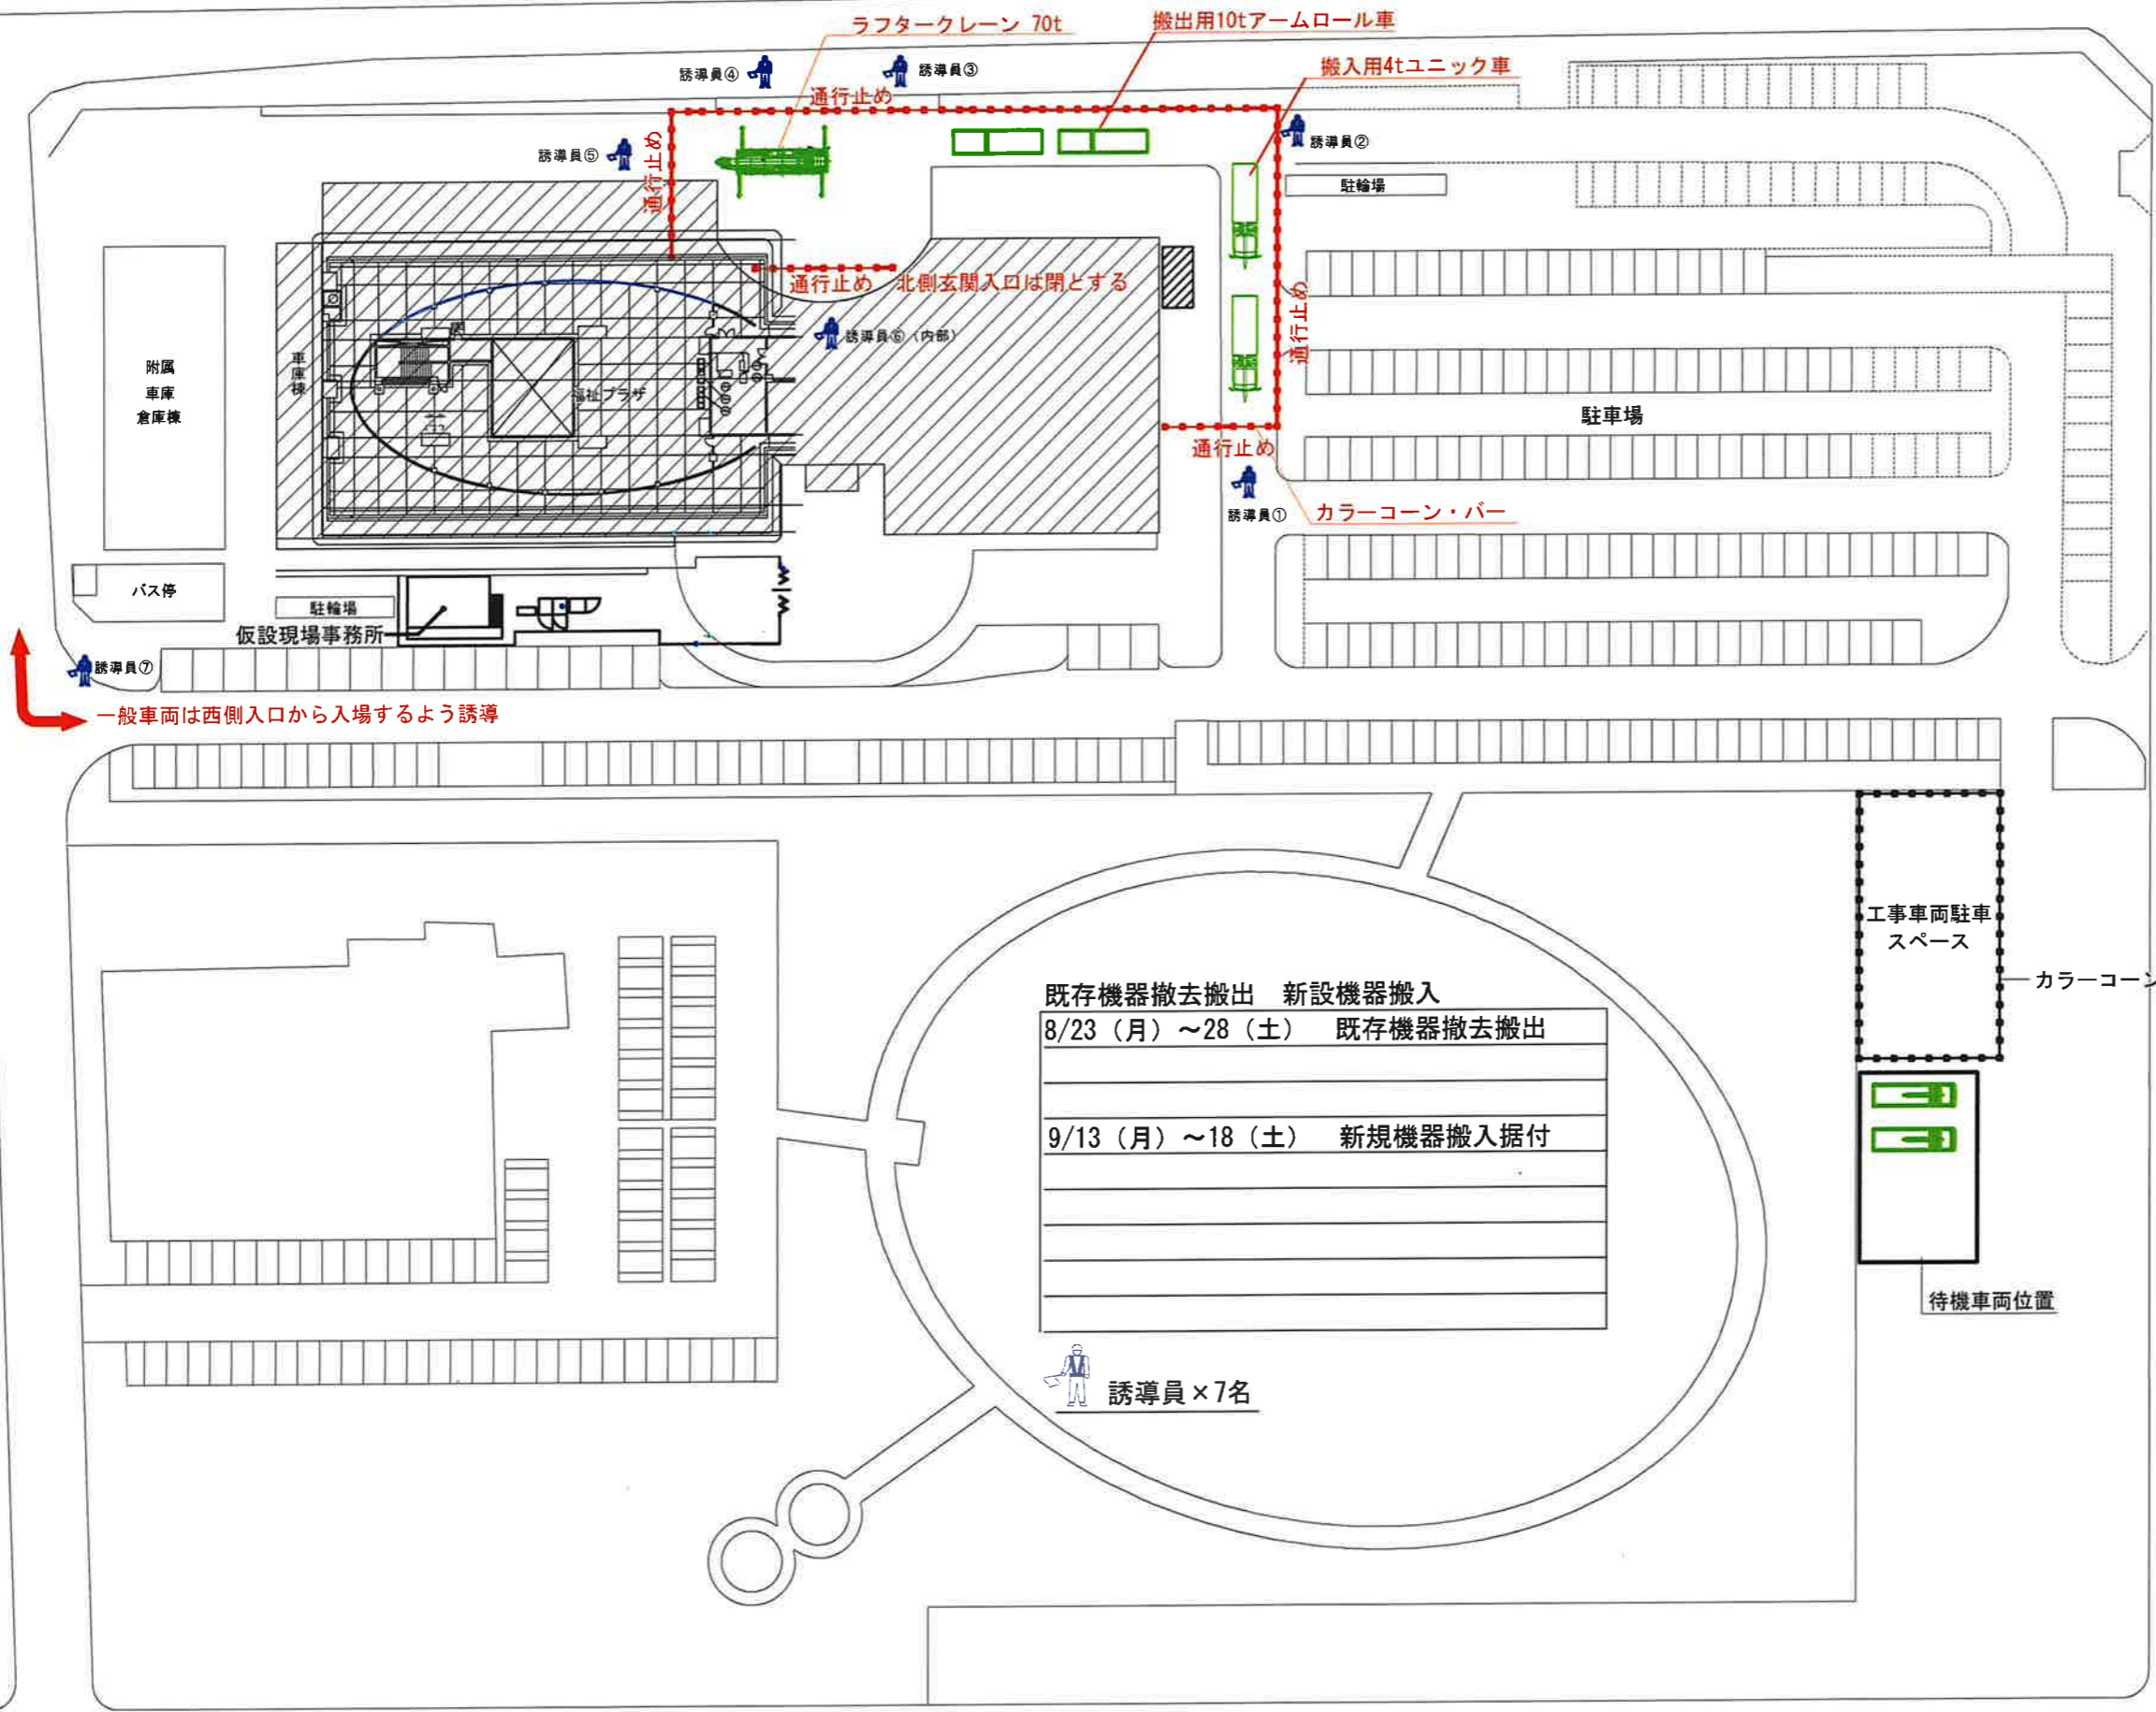 ラフタークレーン 70t
搬出用10tアームロール車
搬入用4tユニック車
誘導員④
誘導員③
通行止め
誘導員②
誘導員⑤
通行止め
駐輪場
通行止め 北側玄関入口は閉とする
通行止め
誘導員⑥（内部）
車庫棟
附属
車庫
倉庫棟
福祉プラザ
駐車場
通行止め
誘導員①
カラーコーン・バー
バス停
駐輪場
仮設現場事務所
誘導員⑦
一般車両は西側入口から入場するよう誘導
工事車両駐車
スペース
カラーコーン
既存機器撤去搬出 新設機器搬入
8/23（月）～28（土） 既存機器撤去搬出
9/13（月）～18（土） 新規機器搬入据付
待機車両位置
誘導員×7名